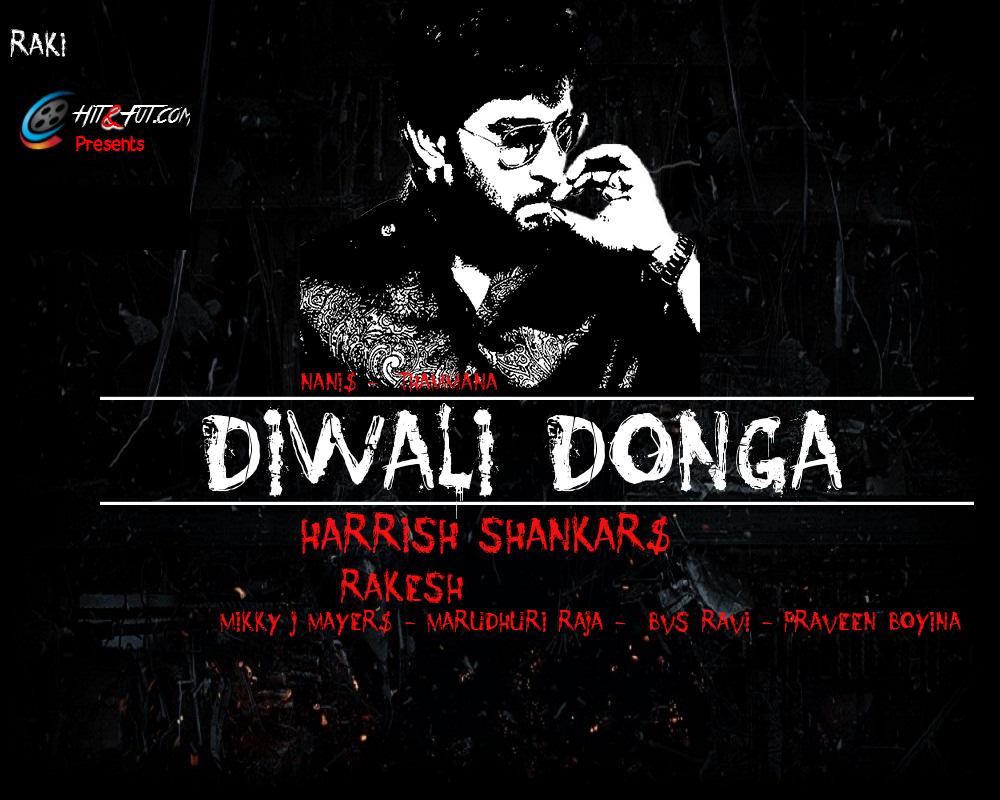 RAKI
HIT&FUT.COM
Presents
NANI$ - THAMMANA
DIWALI DONGA
HARRISH SHANKAR$
RAKESH
MIKKY J MAYER$ - MARUDHURI RAJA - BVS RAVI - PRAVEEN BOYINA